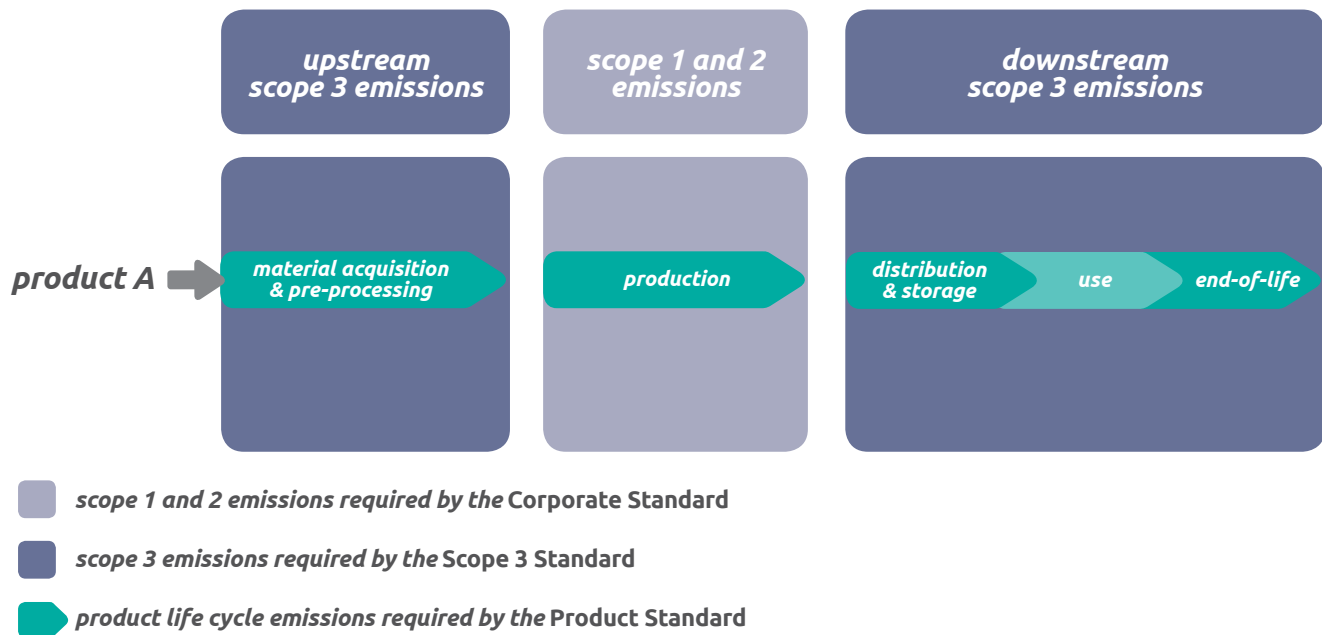 upstream
scope 3 emissions
scope 1 and 2
emissions
downstream
scope 3 emissions
product A
material acquisition
& pre-processing
production
distribution
& storage
use
end-of-life
scope 1 and 2 emissions required by the Corporate Standard
scope 3 emissions required by the Scope 3 Standard
product life cycle emissions required by the Product Standard